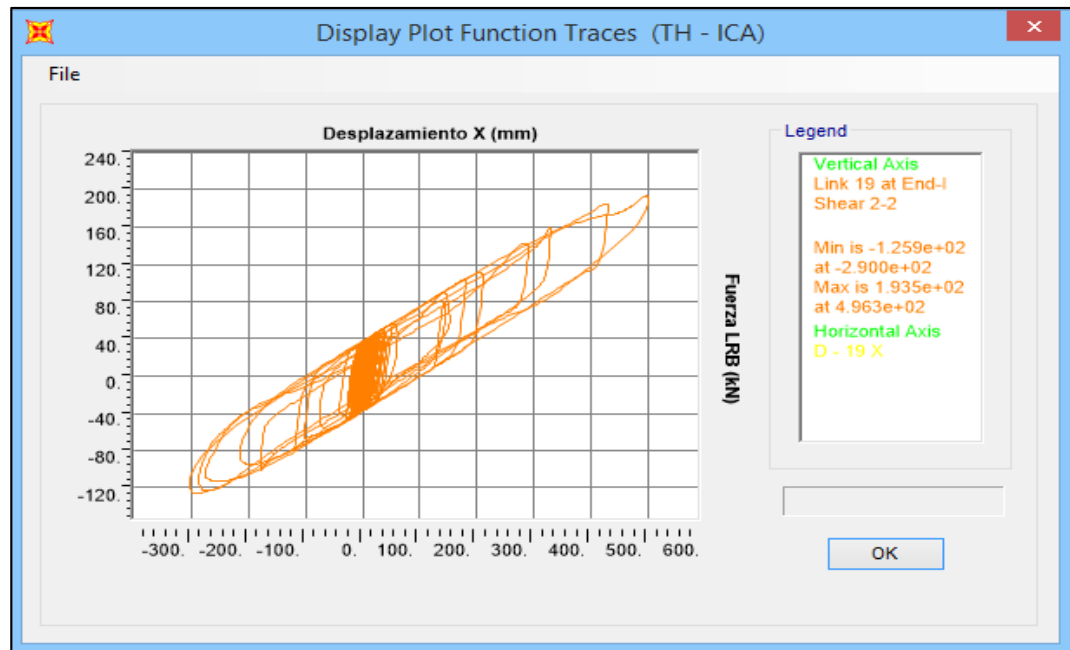 Display Plot Function Traces (TH - ICA)
File
Desplazamiento X (mm)
240.
200.
160.
120.
80.
40.
0.
-40.
-80.
-120.
-300. -200. -100. 0. 100. 200. 300. 400. 500. 600.
Fuerza LRB (kN)
Legend
Vertical Axis
Link 19 at End-I
Shear 2-2
Min is -1.259e+02
at -2.900e+02
Max is 1.935e+02
at 4.963e+02
Horizontal Axis
D - 19 X
OK